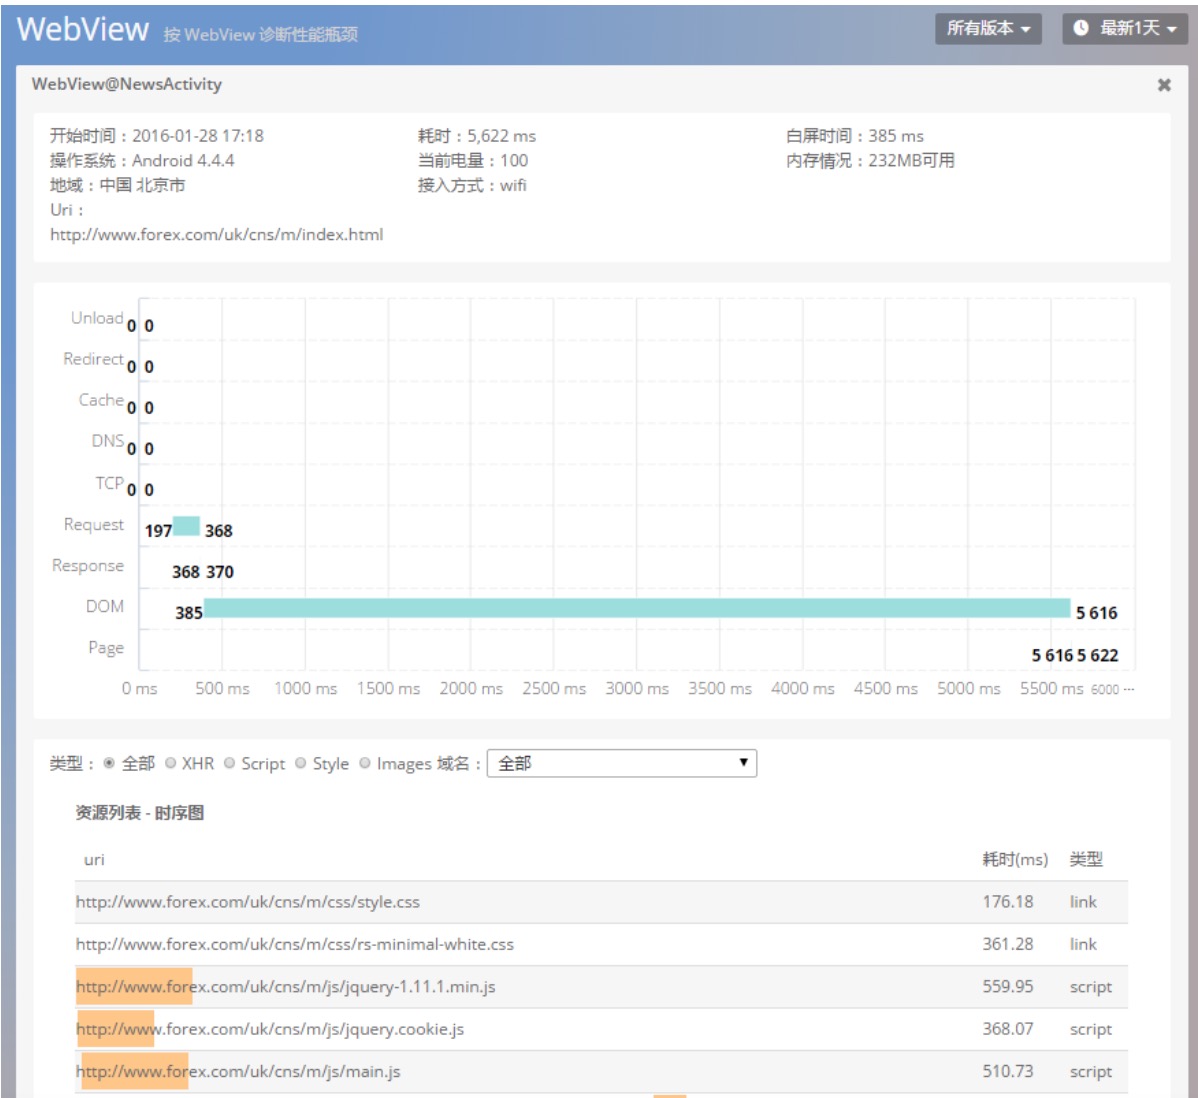 WebView 按 WebView 诊断性能瓶颈 所有版本 最新1天
WebView@NewsActivity
开始时间：2016-01-28 17:18 耗时：5,622 ms 白屏时间：385 ms
操作系统：Android 4.4.4 当前电量：100 内存情况：232MB可用
地域：中国 北京市 接入方式：wifi
Uri：
http://www.forex.com/uk/cns/m/index.html
Unload 0 0
Redirect 0 0
Cache 0 0
DNS 0 0
TCP 0 0
Request 197 368
Response 368 370
DOM 385 5 616
Page 5 616 5 622
0 ms 500 ms 1000 ms 1500 ms 2000 ms 2500 ms 3000 ms 3500 ms 4000 ms 4500 ms 5000 ms 5500 ms 6000 ···
类型： 全部 XHR Script Style Images 域名： 全部
资源列表 - 时序图
uri 耗时(ms) 类型
http://www.forex.com/uk/cns/m/css/style.css 176.18 link
http://www.forex.com/uk/cns/m/css/rs-minimal-white.css 361.28 link
http://www.forex.com/uk/cns/m/js/jquery-1.11.1.min.js 559.95 script
http://www.forex.com/uk/cns/m/js/jquery.cookie.js 368.07 script
http://www.forex.com/uk/cns/m/js/main.js 510.73 script